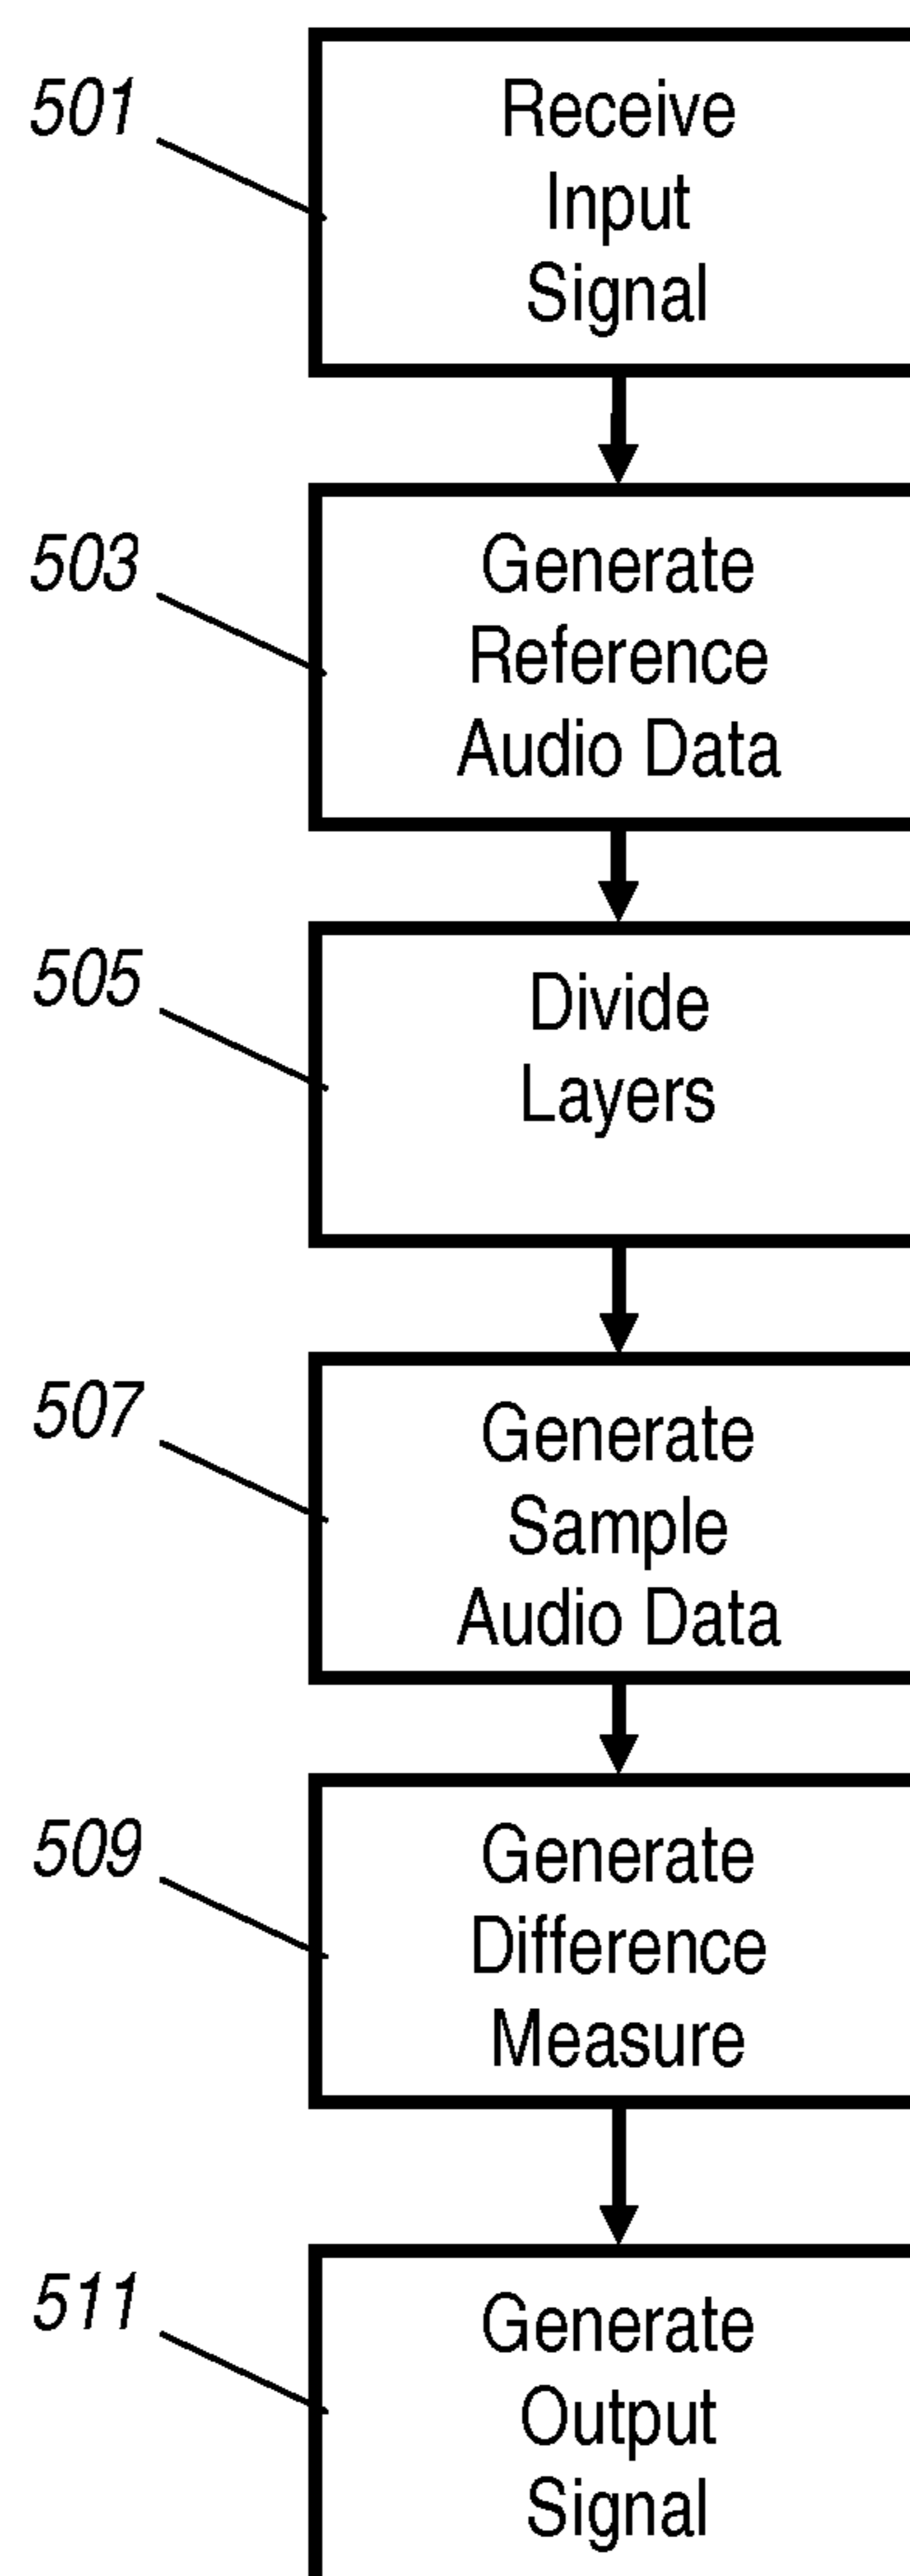 501
Receive
Input
Signal
503
Generate
Reference
Audio Data
505
Divide
Layers
507
Generate
Sample
Audio Data
509
Generate
Difference
Measure
511
Generate
Output
Signal